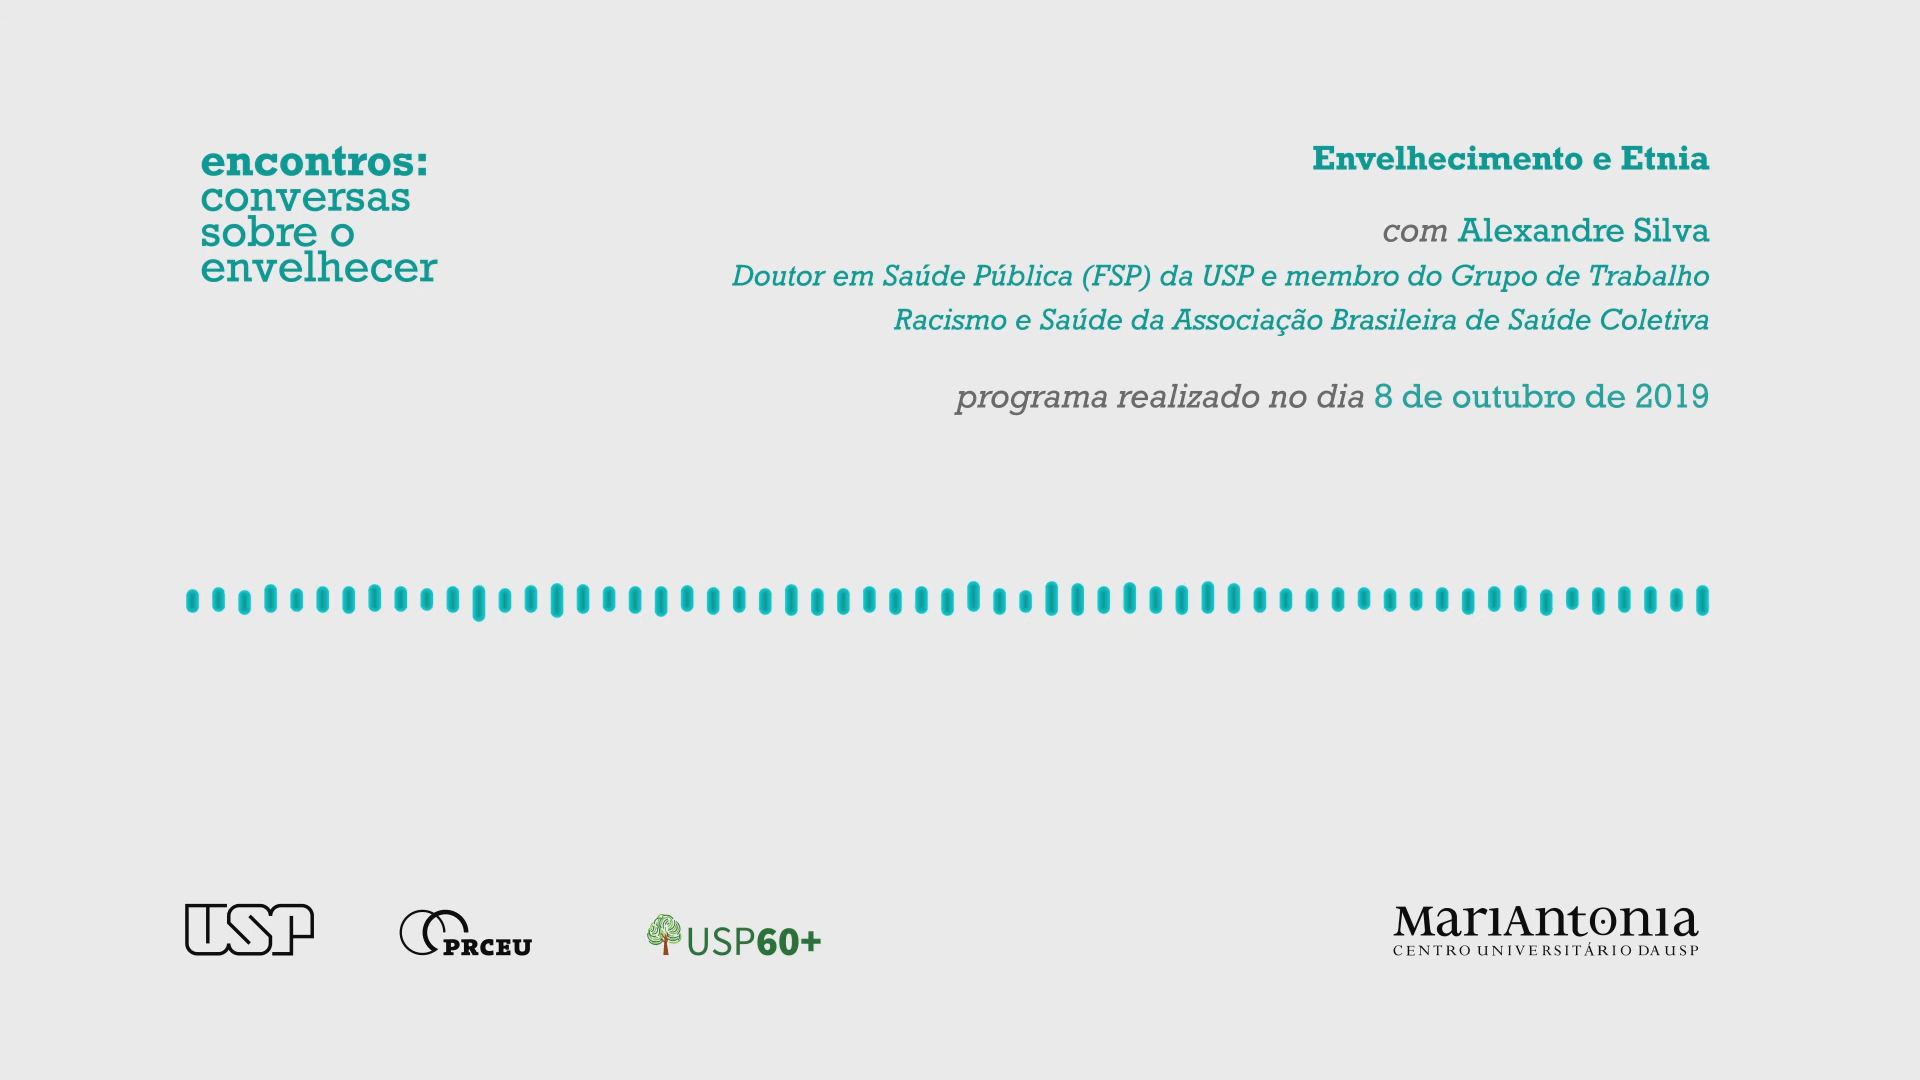 encontros:
conversas
sobre o
envelhecer
Envelhecimento e Etnia
com Alexandre Silva
Doutor em Saúde Pública (FSP) da USP e membro do Grupo de Trabalho
Racismo e Saúde da Associação Brasileira de Saúde Coletiva
programa realizado no dia 8 de outubro de 2019
USP
PRCEU
USP60+
MariAntonia
CENTRO UNIVERSITÁRIO DA USP